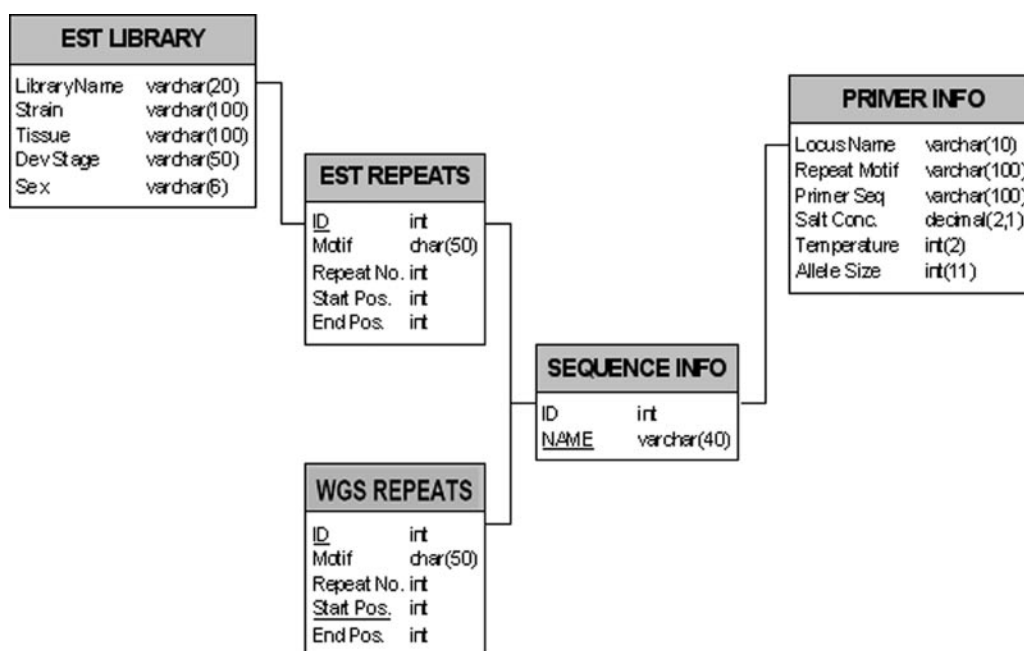 EST LIBRARY
LibraryName varchar(20)
Strain varchar(100)
Tissue varchar(100)
Dev Stage varchar(50)
Sex varchar(6)
EST REPEATS
ID int
Motif char(50)
Repeat No. int
Start Pos. int
End Pos. int
WGS REPEATS
ID int
Motif char(50)
Repeat No. int
Start Pos. int
End Pos. int
SEQUENCE INFO
ID int
NAME varchar(40)
PRIMER INFO
Locus Name varchar(10)
Repeat Motif varchar(100)
Primer Seq varchar(100)
Salt Conc. decimal(2,1)
Temperature int(2)
Allele Size int(11)